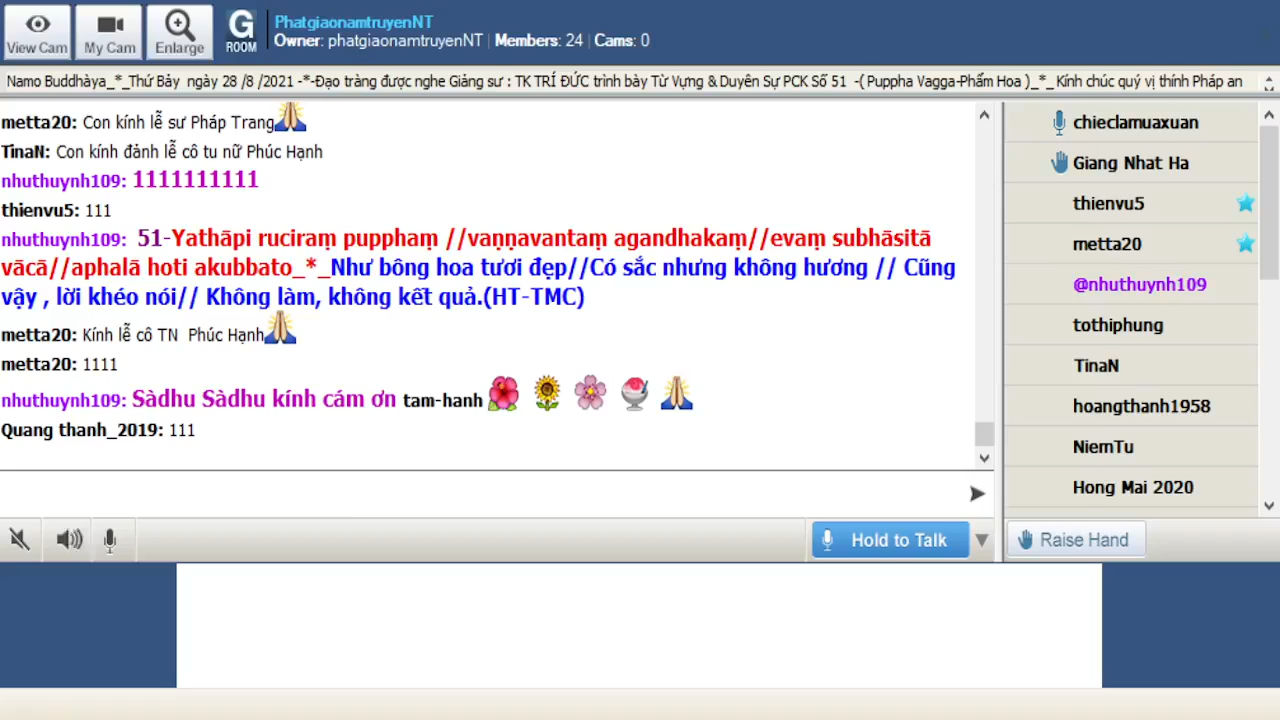 View Cam
My Cam
Enlarge
G
ROOM
PhatgiaonamtruyenNT
Owner: phatgiaonamtruyenNT | Members: 24 | Cams: 0
Namo Buddhàya_*_Thứ Bảy ngày 28 /8 /2021 -*-Đạo tràng được nghe Giảng sư : TK TRÍ ĐỨC trình bày Từ Vựng & Duyên Sự PCK Số 51 -( Puppha Vagga-Phẩm Hoa )_*_ Kính chúc quý vị thính Pháp an
metta20: Con kính lễ sư Pháp Trang
TinaN: Con kính đảnh lễ cô tu nữ Phúc Hạnh
nhuthuynh109: 1111111111
thienvu5: 111
nhuthuynh109: 51-Yathāpi ruciraṃ pupphaṃ //vaṇṇavantaṃ agandhakaṃ//evaṃ subhāsitā
vācā//aphalā hoti akubbato_*_Như bông hoa tươi đẹp//Có sắc nhưng không hương // Cũng
vậy , lời khéo nói// Không làm, không kết quả.(HT-TMC)
metta20: Kính lễ cô TN Phúc Hạnh
metta20: 1111
nhuthuynh109: Sàdhu Sàdhu kính cám ơn tam-hanh
Quang thanh_2019: 111
chieclamuaxuan
Giang Nhat Ha
thienvu5
metta20
@nhuthuynh109
tothiphung
TinaN
hoangthanh1958
NiemTu
Hong Mai 2020
Hold to Talk
Raise Hand